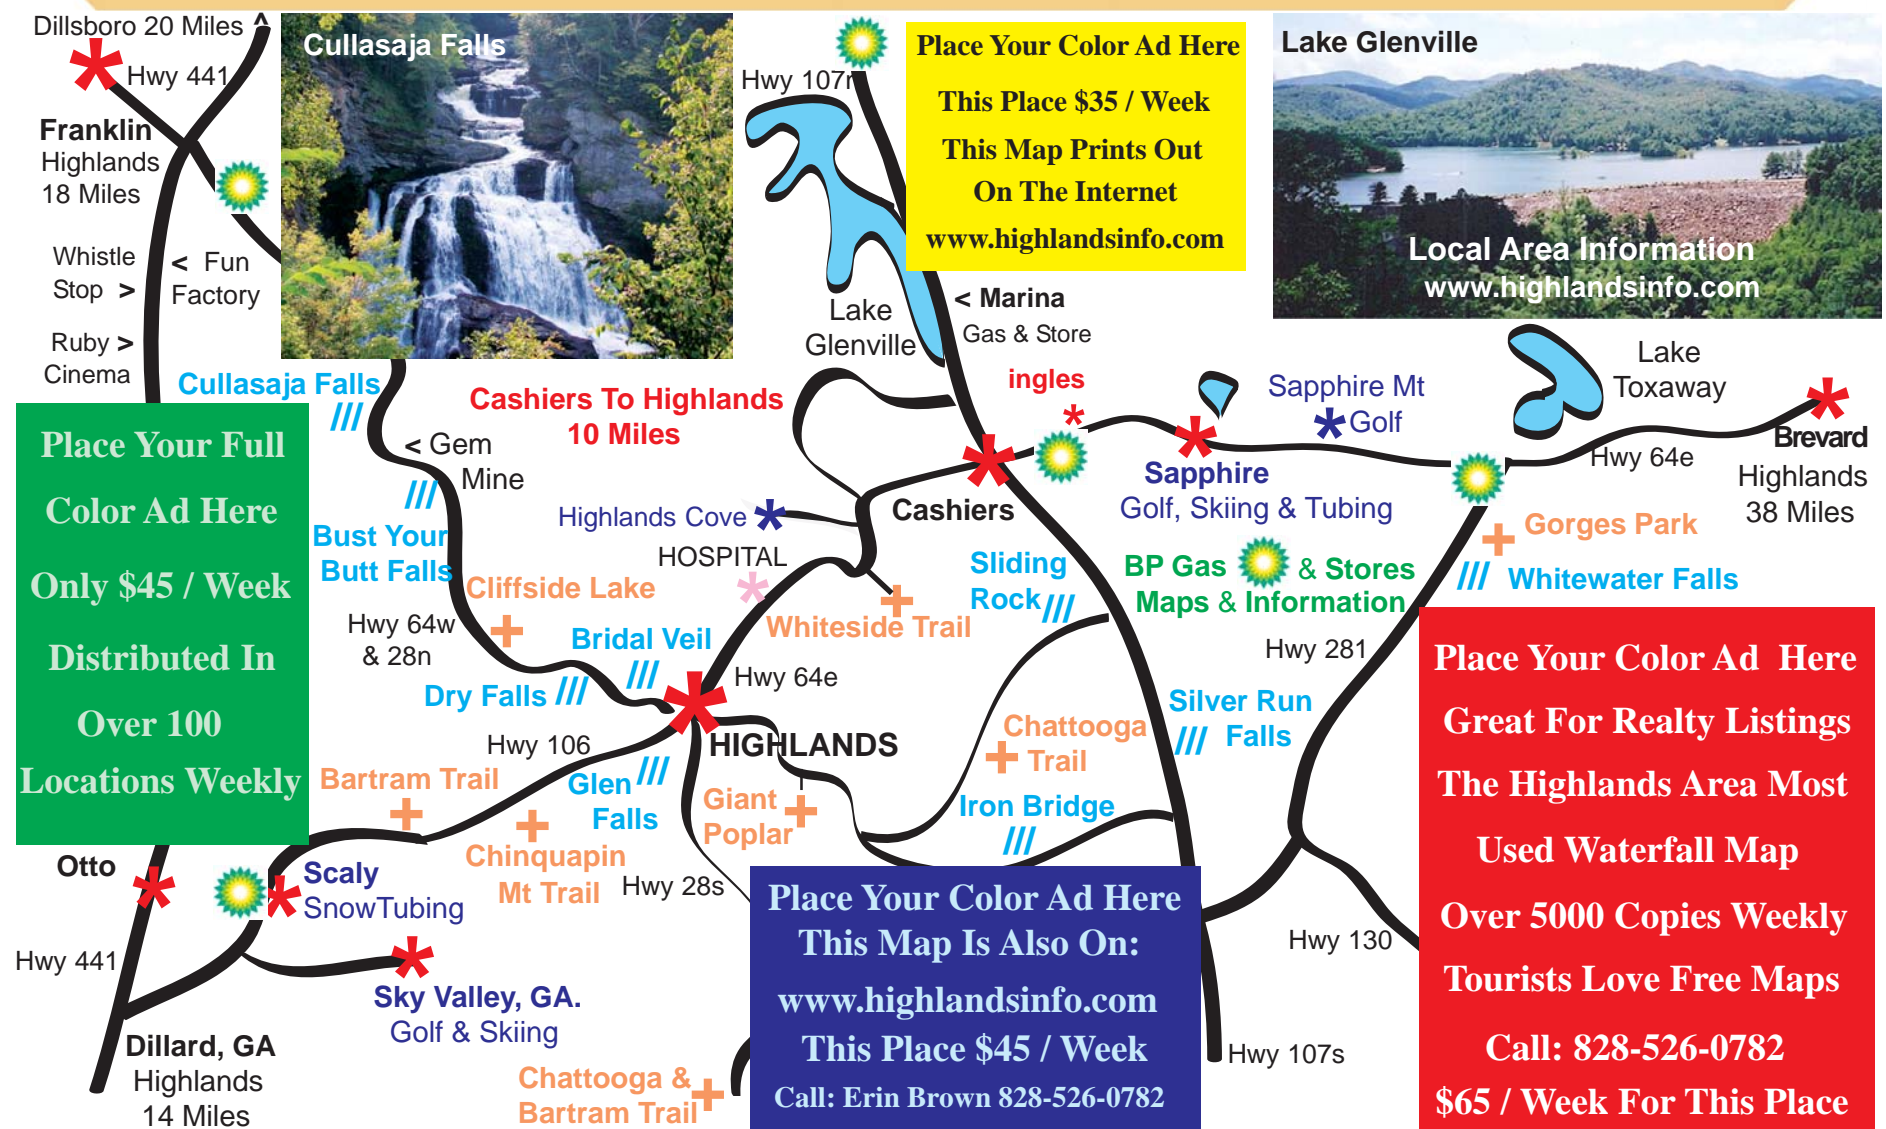 Dillsboro 20 Miles ^
Hwy 441
Franklin
Highlands
18 Miles
Whistle
Stop >
< Fun
Factory
Ruby >
Cinema
Cullasaja Falls
Hwy 107n
Place Your Color Ad Here
This Place $35 / Week
This Map Prints Out
On The Internet
www.highlandsinfo.com
Lake Glenville
Local Area Information
www.highlandsinfo.com
Lake
Glenville
< Marina
Gas & Store
Cullasaja Falls
Cashiers To Highlands
10 Miles
ingles
Sapphire Mt
Golf
Lake
Toxaway
Brevard
Highlands
38 Miles
Hwy 64e
Place Your Full
Color Ad Here
Only $45 / Week
Distributed In
Over 100
Locations Weekly
< Gem
Mine
Bust Your
Butt Falls
Highlands Cove
HOSPITAL
Cashiers
Sapphire
Golf, Skiing & Tubing
Gorges Park
Whitewater Falls
Sliding
Rock
BP Gas & Stores
Maps & Information
Cliffside Lake
Hwy 64w
& 28n
Bridal Veil
Whiteside Trail
Hwy 64e
Dry Falls
Hwy 281
Silver Run
Falls
HIGHLANDS
Hwy 106
Chattooga
Trail
Bartram Trail
Glen
Falls
Giant
Poplar
Iron Bridge
Chinquapin
Mt Trail
Hwy 28s
Otto
Scaly
SnowTubing
Hwy 441
Sky Valley, GA.
Golf & Skiing
Dillard, GA
Highlands
14 Miles
Chattooga &
Bartram Trail
Place Your Color Ad Here
This Map Is Also On:
www.highlandsinfo.com
This Place $45 / Week
Call: Erin Brown 828-526-0782
Hwy 130
Hwy 107s
Place Your Color Ad Here
Great For Realty Listings
The Highlands Area Most
Used Waterfall Map
Over 5000 Copies Weekly
Tourists Love Free Maps
Call: 828-526-0782
$65 / Week For This Place